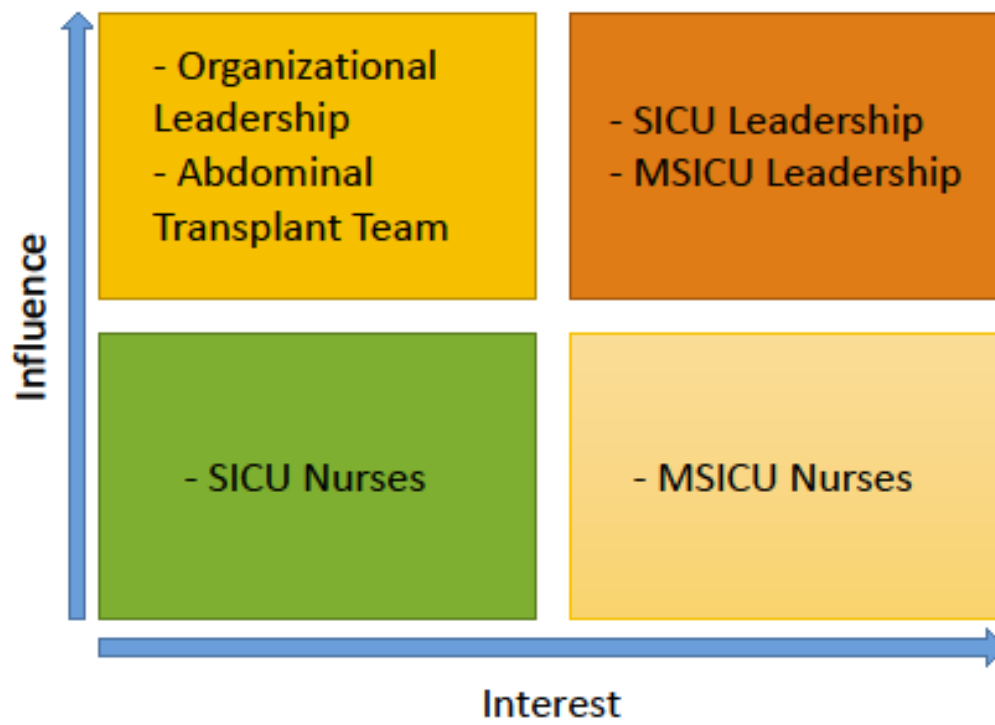 - Organizational
Leadership
- Abdominal
Transplant Team
- SICU Leadership
- MSICU Leadership
Influence
- SICU Nurses
- MSICU Nurses
Interest